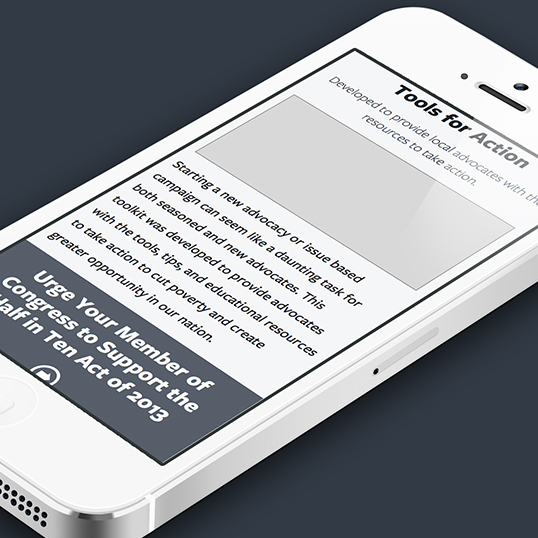 Tools for Action
Developed to provide local advocates with the
resources to take action.
Starting a new advocacy or issue based
campaign can seem like a daunting task for
both seasoned and new advocates. This
toolkit was developed to provide advocates
with the tools, tips, and educational resources
to take action to cut poverty and create
greater opportunity in our nation.
Urge Your Member of
Congress to Support the
Half in Ten Act of 2013